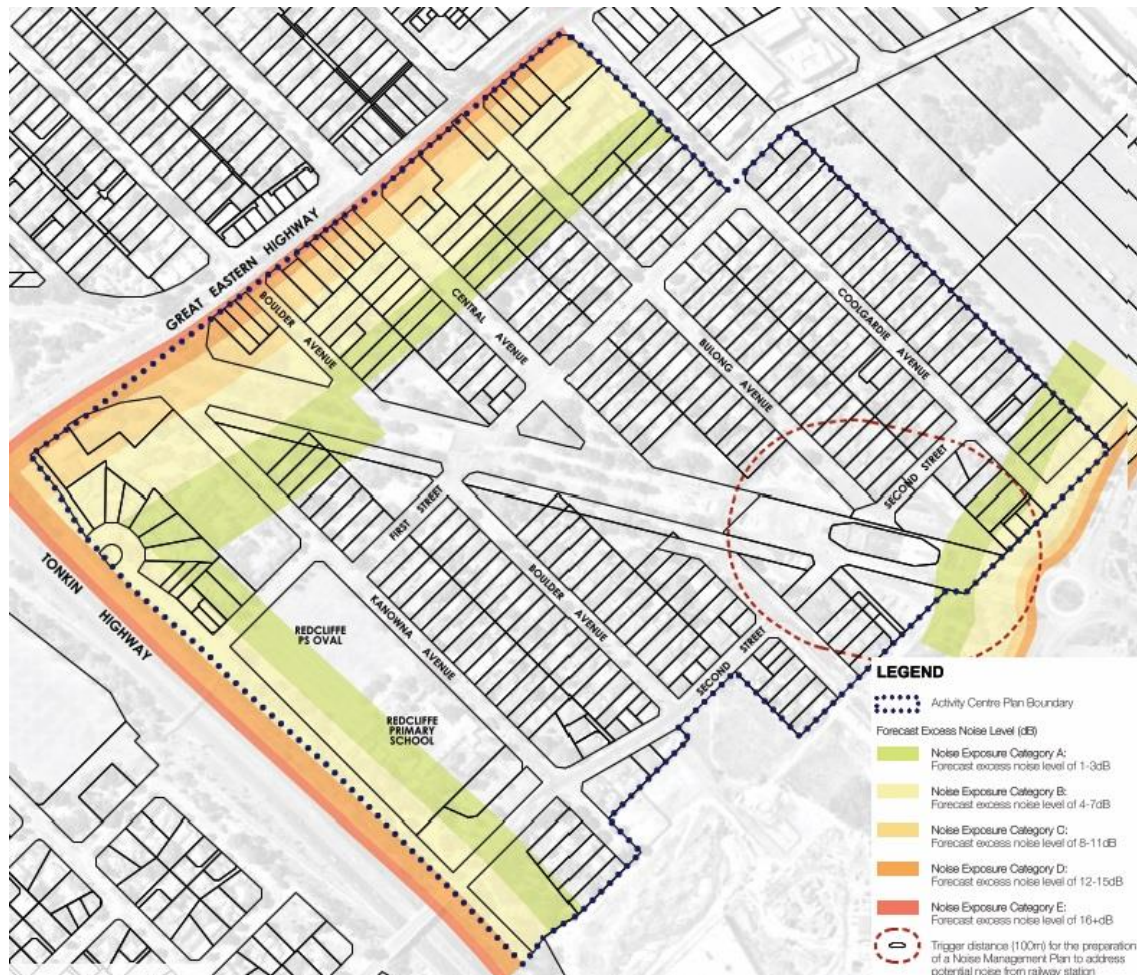 GREAT EASTERN HIGHWAY
BOULDER
AVENUE
CENTRAL
AVENUE
COOLGARDIE
AVENUE
BULONG
AVENUE
SECOND STREET
FIRST STREET
TONKIN
HIGHWAY
REDCLIFFE
PS OVAL
KANOWNA
AVENUE
BOULDER
AVENUE
SECOND STREET
REDCLIFFE
PRIMARY
SCHOOL
LEGEND
Activity Centre Plan Boundary
Forecast Excess Noise Level (dB)
Noise Exposure Category A:
Forecast excess noise level of 1-3dB
Noise Exposure Category B:
Forecast excess noise level of 4-7dB
Noise Exposure Category C:
Forecast excess noise level of 8-11dB
Noise Exposure Category D:
Forecast excess noise level of 12-15dB
Noise Exposure Category E:
Forecast excess noise level of 16+dB
Trigger distance (100m) for the preparation
of a Noise Management Plan to address
potential noise from railway station